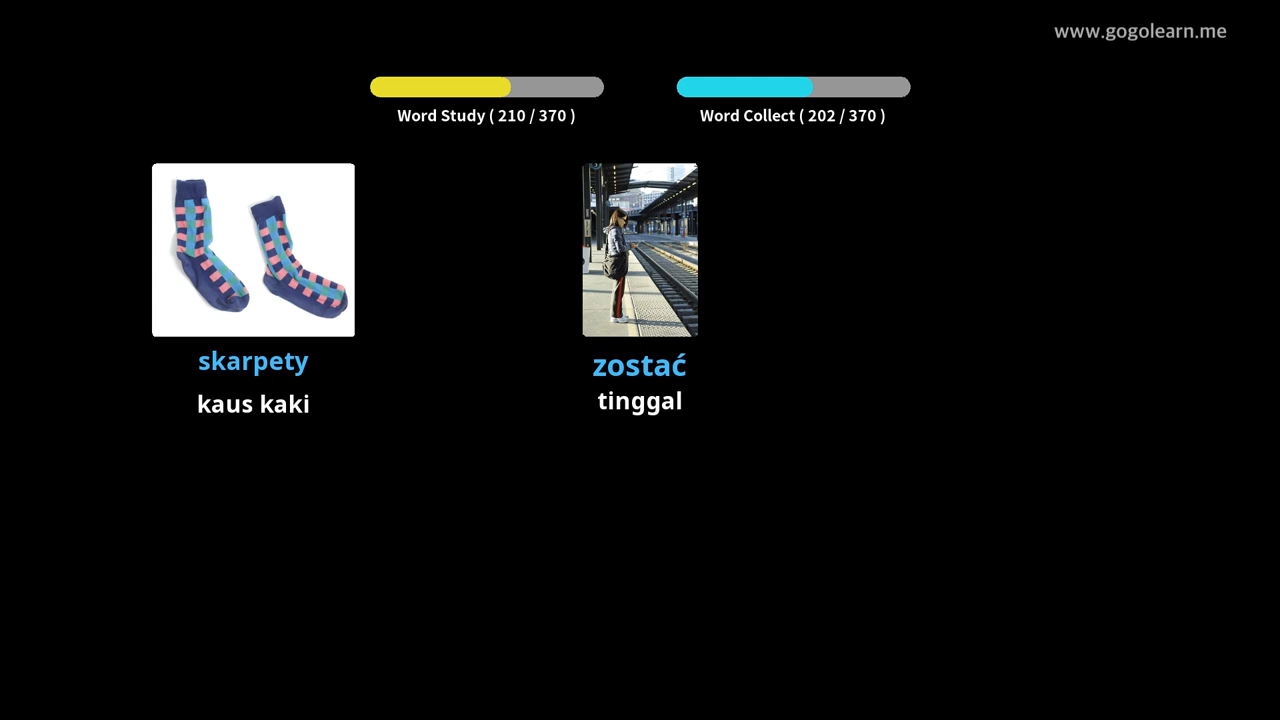 www.gogolearn.me
Word Study ( 210 / 370 )
Word Collect ( 202 / 370 )
skarpety
kaus kaki
zostać
tinggal